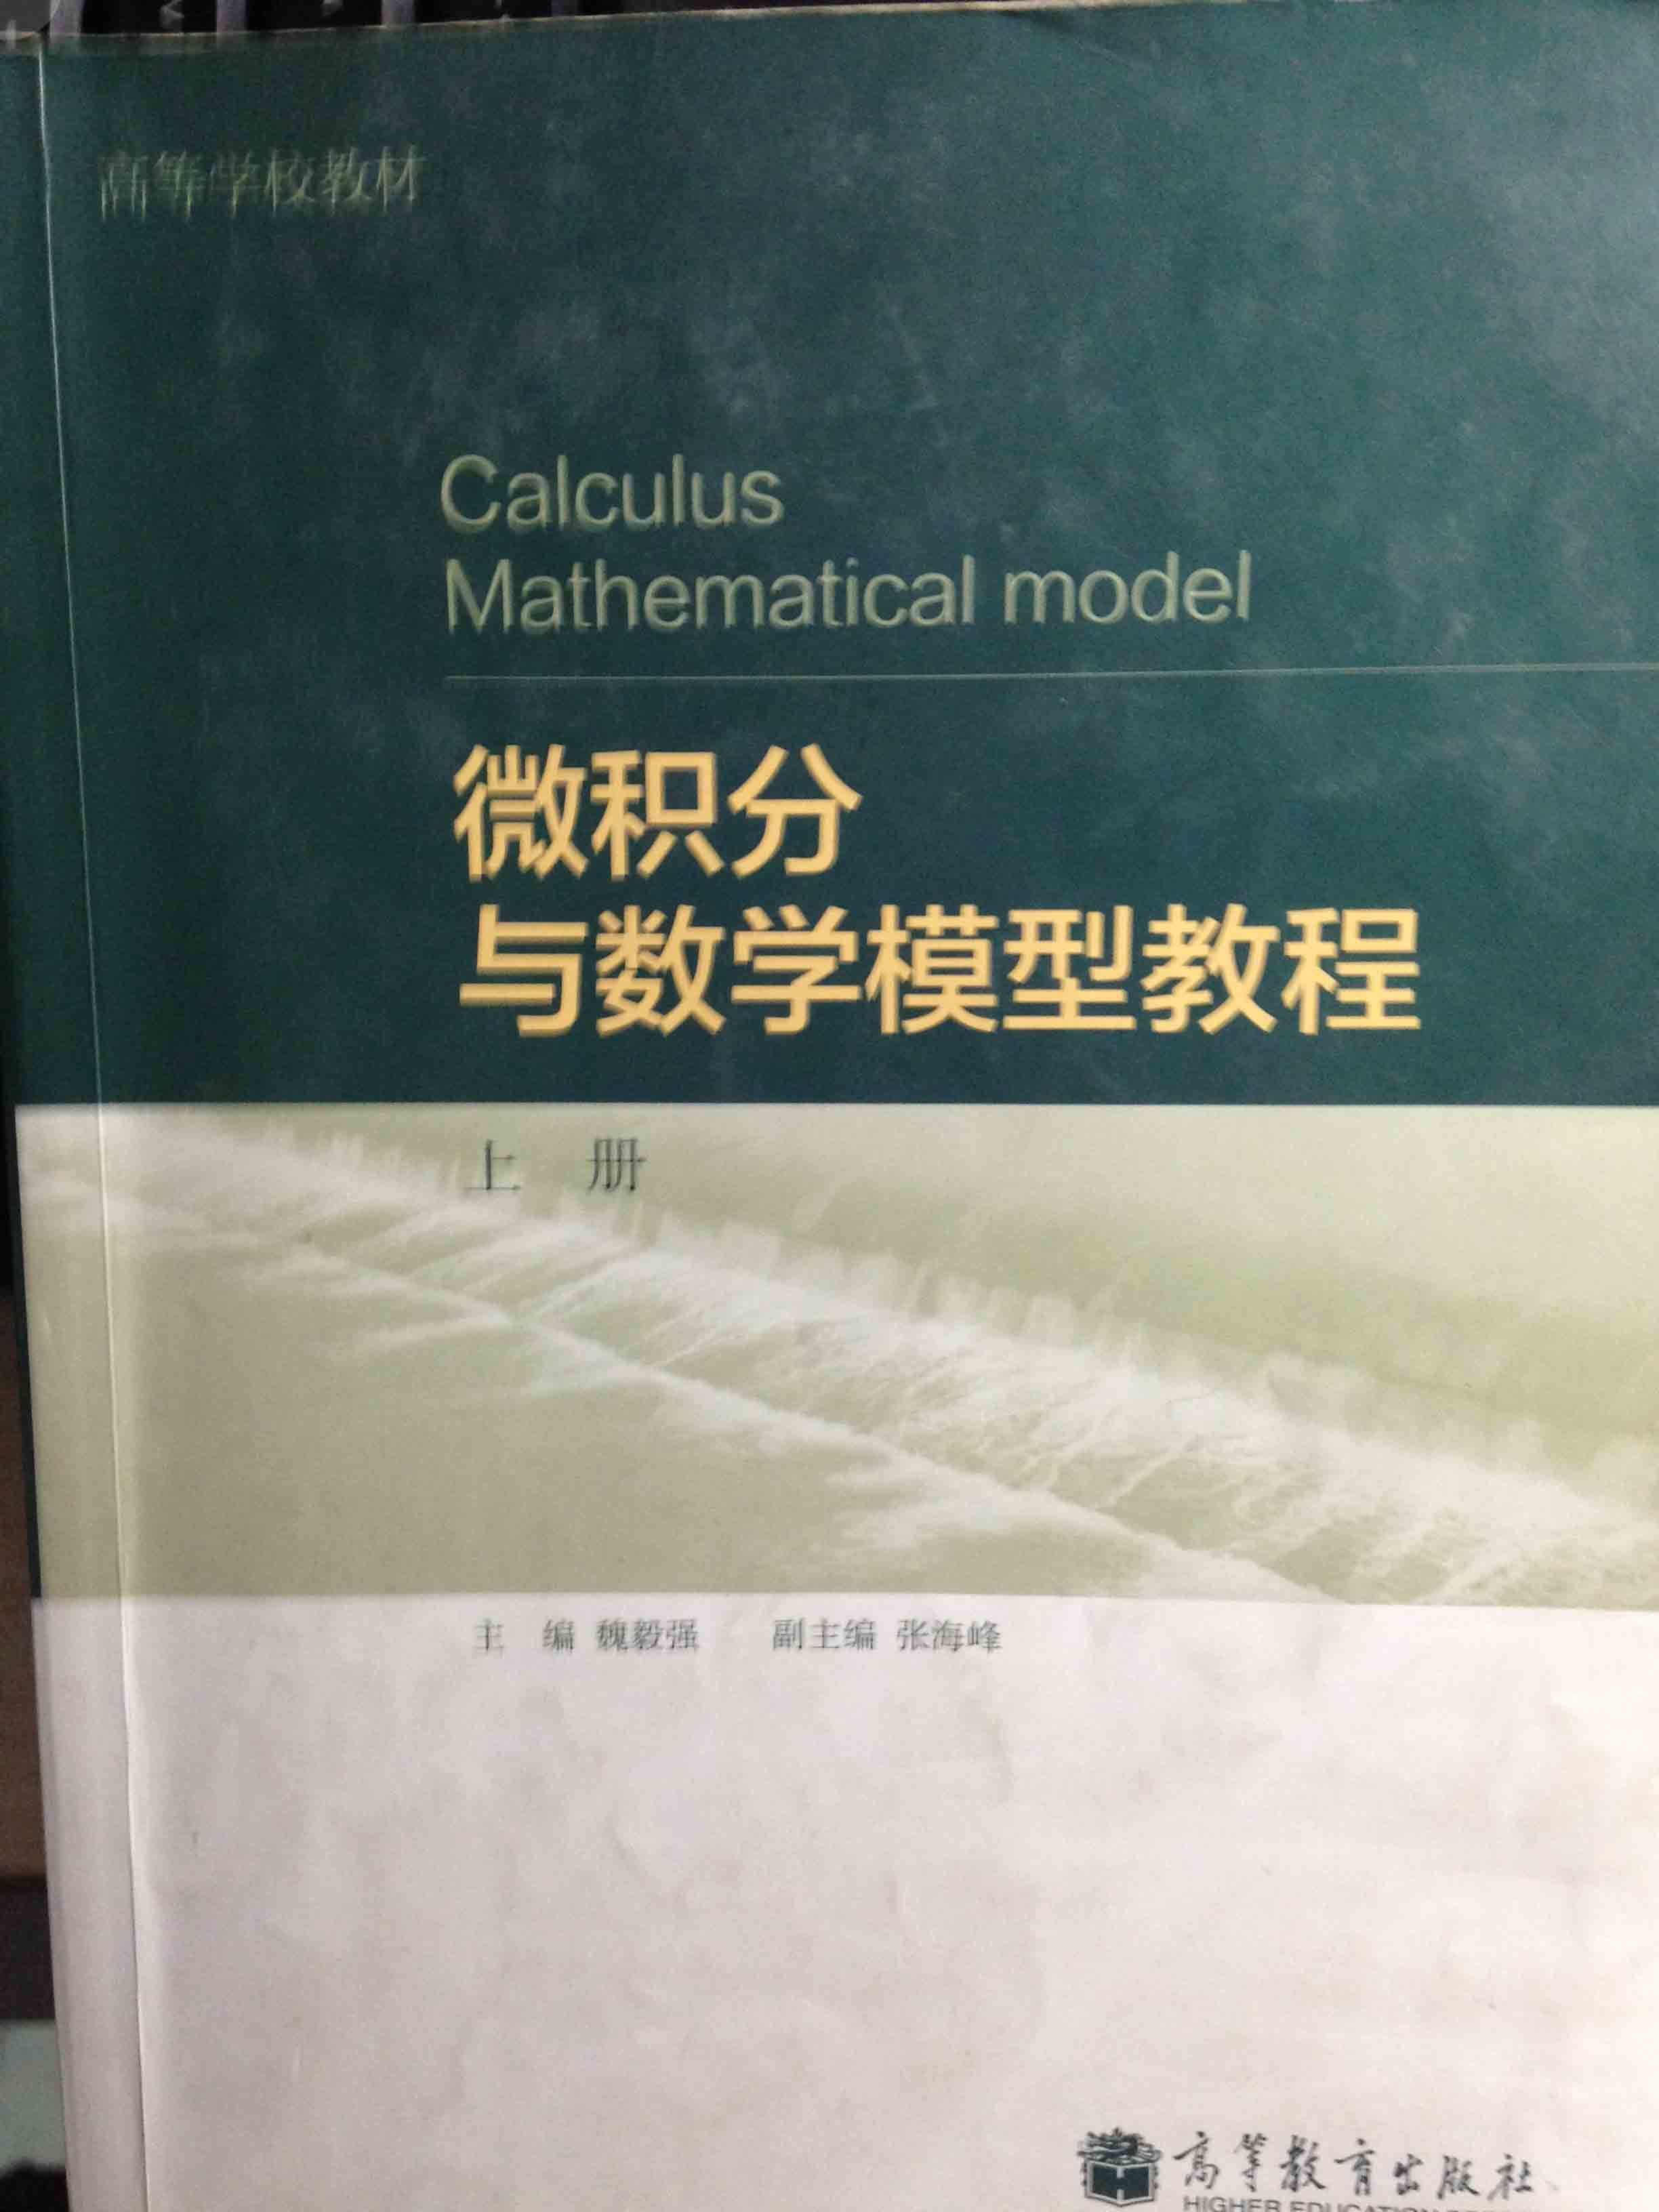 高等学校教材
Calculus
Mathematical model
微积分
与数学模型教程
上 册
主 编 魏毅强 副主编 张海峰
高等教育出版社
HIGHER EDUCATION